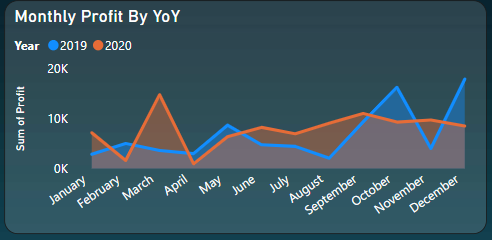 Monthly Profit By YoY
Year 2019 2020
Sum of Profit
20K
10K
0K
January February March April May June July August September October November December